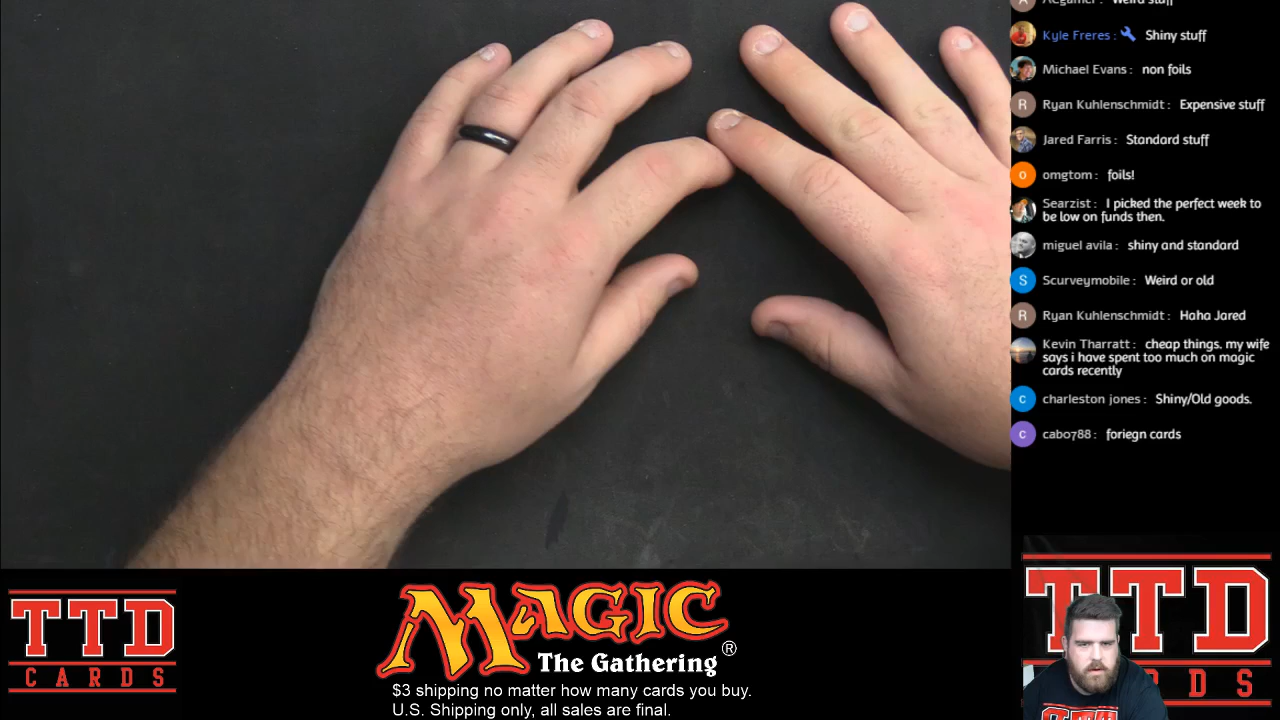 AEgamer : Weird stuff
Kyle Freres : Shiny stuff
Michael Evans : non foils
R
Ryan Kuhlenschmidt : Expensive stuff
Jared Farris : Standard stuff
o
omgtom : foils!
Searzist : I picked the perfect week to
be low on funds then.
miguel avila : shiny and standard
S
Scurveymobile : Weird or old
R
Ryan Kuhlenschmidt : Haha Jared
Kevin Tharratt : cheap things. my wife
says i have spent too much on magic
cards recently
c
charleston jones : Shiny/Old goods.
c
cabo788 : foriegn cards
TTD
CARDS
MAGIC
The Gathering®
$3 shipping no matter how many cards you buy.
U.S. Shipping only, all sales are final.
TTD
DS